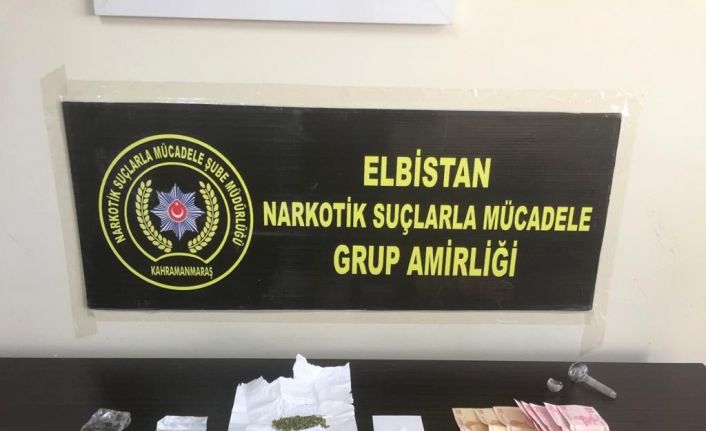 NARKOTİK SUÇLARLA MÜCADELE ŞUBE MÜDÜRLÜĞÜ
KAHRAMANMARAŞ
ELBİSTAN
NARKOTİK SUÇLARLA MÜCADELE
GRUP AMİRLİĞİ